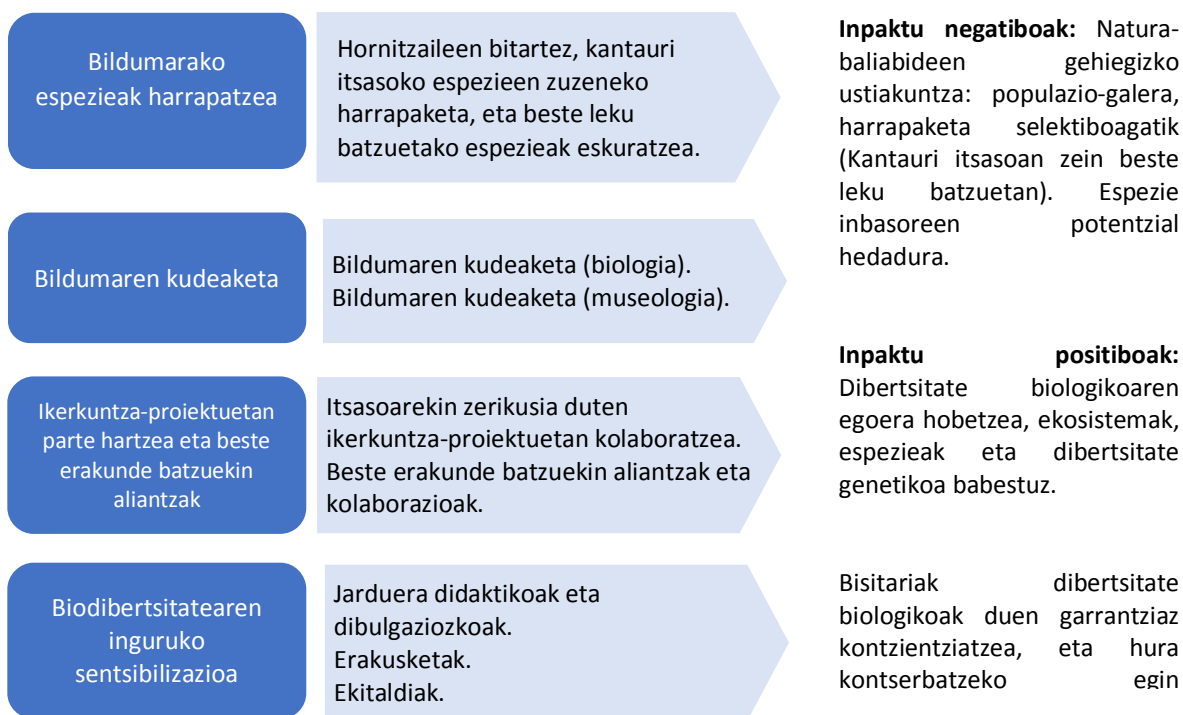 Bildumarako
espezieak harrapatzea
Hornitzaileen bitartez, kantauri
itsasoko espezieen zuzeneko
harrapaketa, eta beste leku
batzuetako espezieak eskuratzea.
Inpaktu negatiboak: Natura-
baliabideen gehiegizko
ustiakuntza: populazio-galera,
harrapaketa selektiboagatik
(Kantauri itsasoan zein beste
leku batzuetan). Espezie
inbasoreen potentzial
hedadura.
Bildumaren kudeaketa
Bildumaren kudeaketa (biologia).
Bildumaren kudeaketa (museologia).
Inpaktu positiboak:
Dibertsitate biologikoaren
egoera hobetzea, ekosistemak,
espezieak eta dibertsitate
genetikoa babestuz.
Ikerkuntza-proiektuetan
parte hartzea eta beste
erakunde batzuekin
aliantzak
Itsasoarekin zerikusia duten
ikerkuntza-proiektuetan kolaboratzea.
Beste erakunde batzuekin aliantzak eta
kolaborazioak.
Biodibertsitatearen
inguruko
sentsibilizazioa
Jarduera didaktikoak eta
dibulgaziozkoak.
Erakusketak.
Ekitaldiak.
Bisitariak dibertsitate
biologikoak duen garrantziaz
kontzientziatzea, eta hura
kontserbatzeko egin